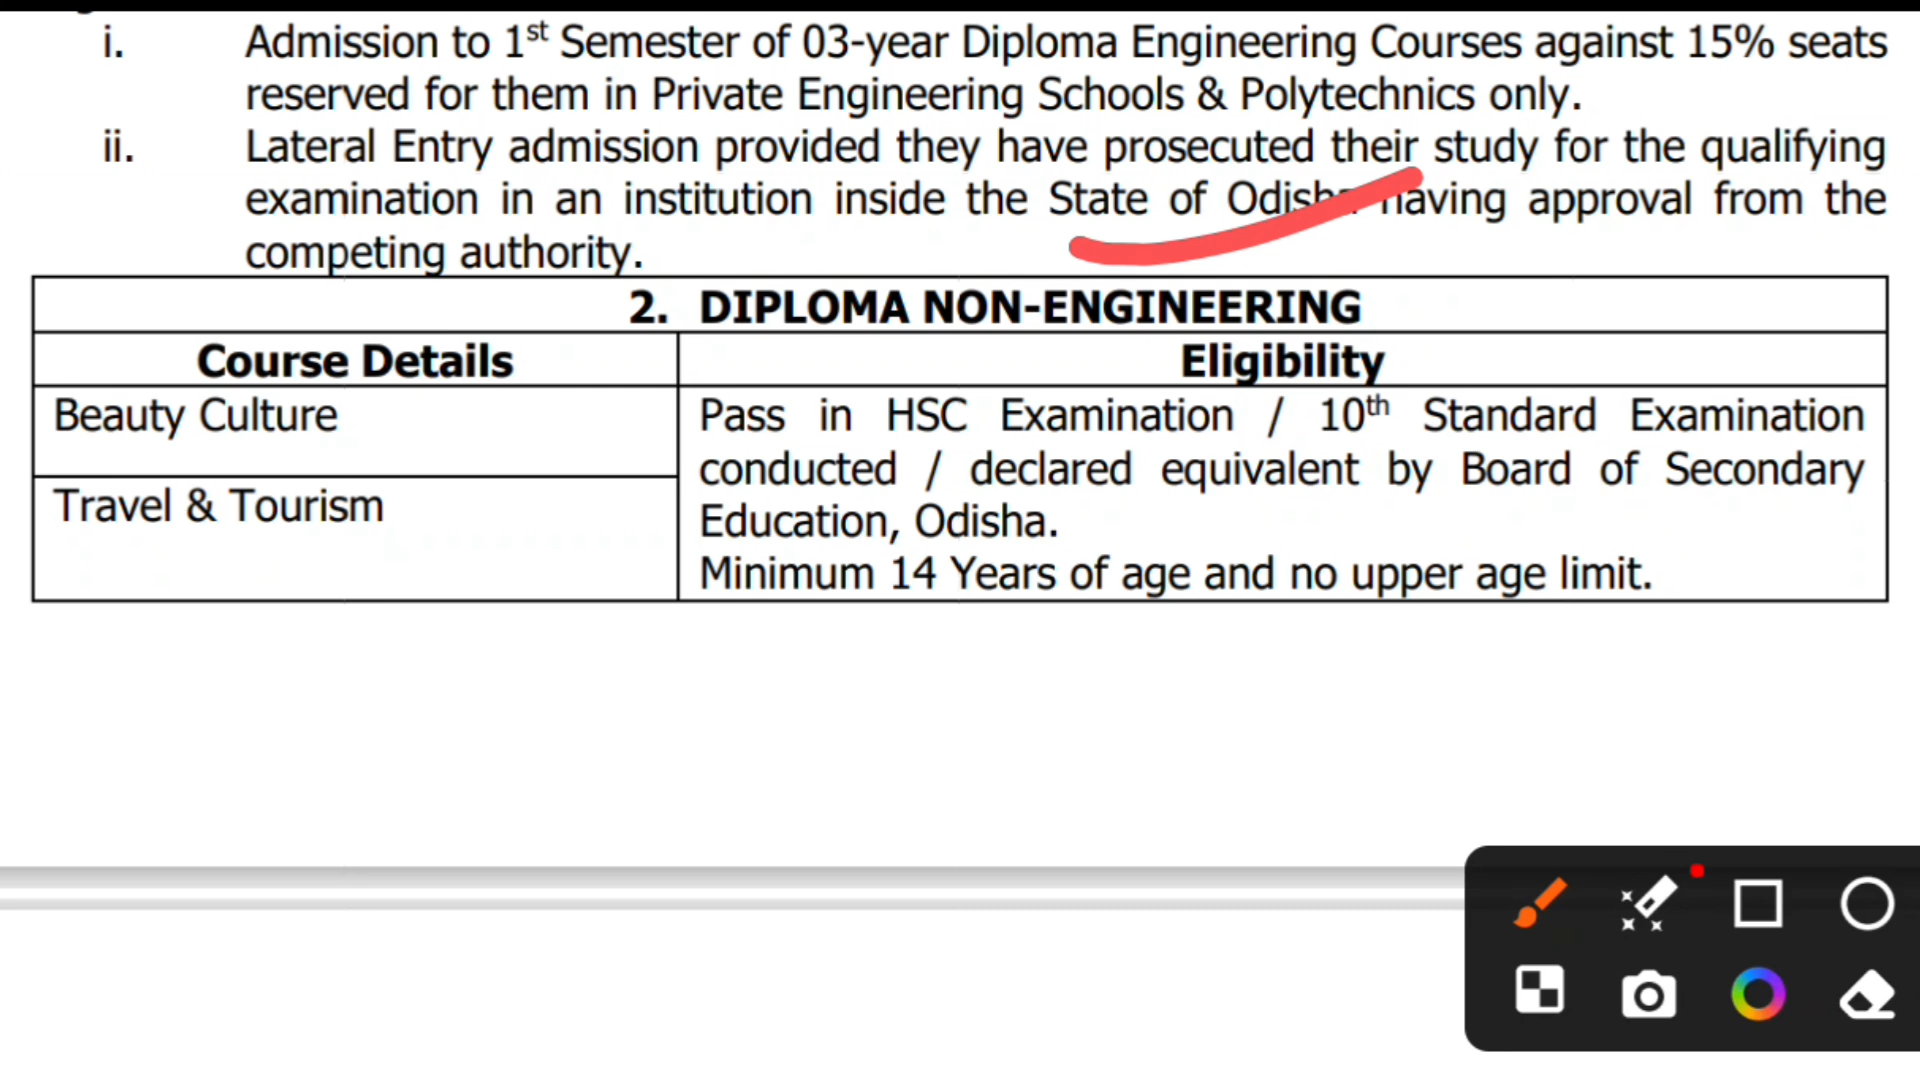 i. Admission to 1st Semester of 03-year Diploma Engineering Courses against 15% seats
reserved for them in Private Engineering Schools & Polytechnics only.
ii. Lateral Entry admission provided they have prosecuted their study for the qualifying
examination in an institution inside the State of Odisha having approval from the
competing authority.
2. DIPLOMA NON-ENGINEERING
Course Details Eligibility
Beauty Culture
Travel & Tourism
Pass in HSC Examination / 10th Standard Examination
conducted / declared equivalent by Board of Secondary
Education, Odisha.
Minimum 14 Years of age and no upper age limit.